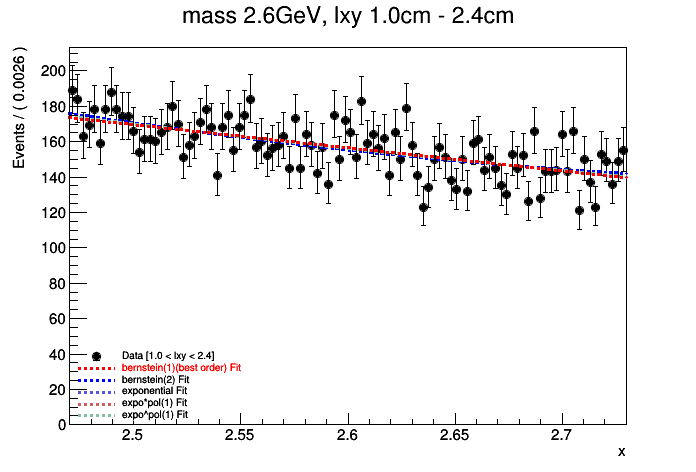 mass 2.6GeV, lxy 1.0cm - 2.4cm
Events / ( 0.0026 )
200
180
160
140
120
100
80
60
40
20
0
Data [1.0 < lxy < 2.4]
bernstein(1)(best order) Fit
bernstein(2) Fit
exponential Fit
expo*pol(1) Fit
expo^pol(1) Fit
2.5 2.55 2.6 2.65 2.7
x